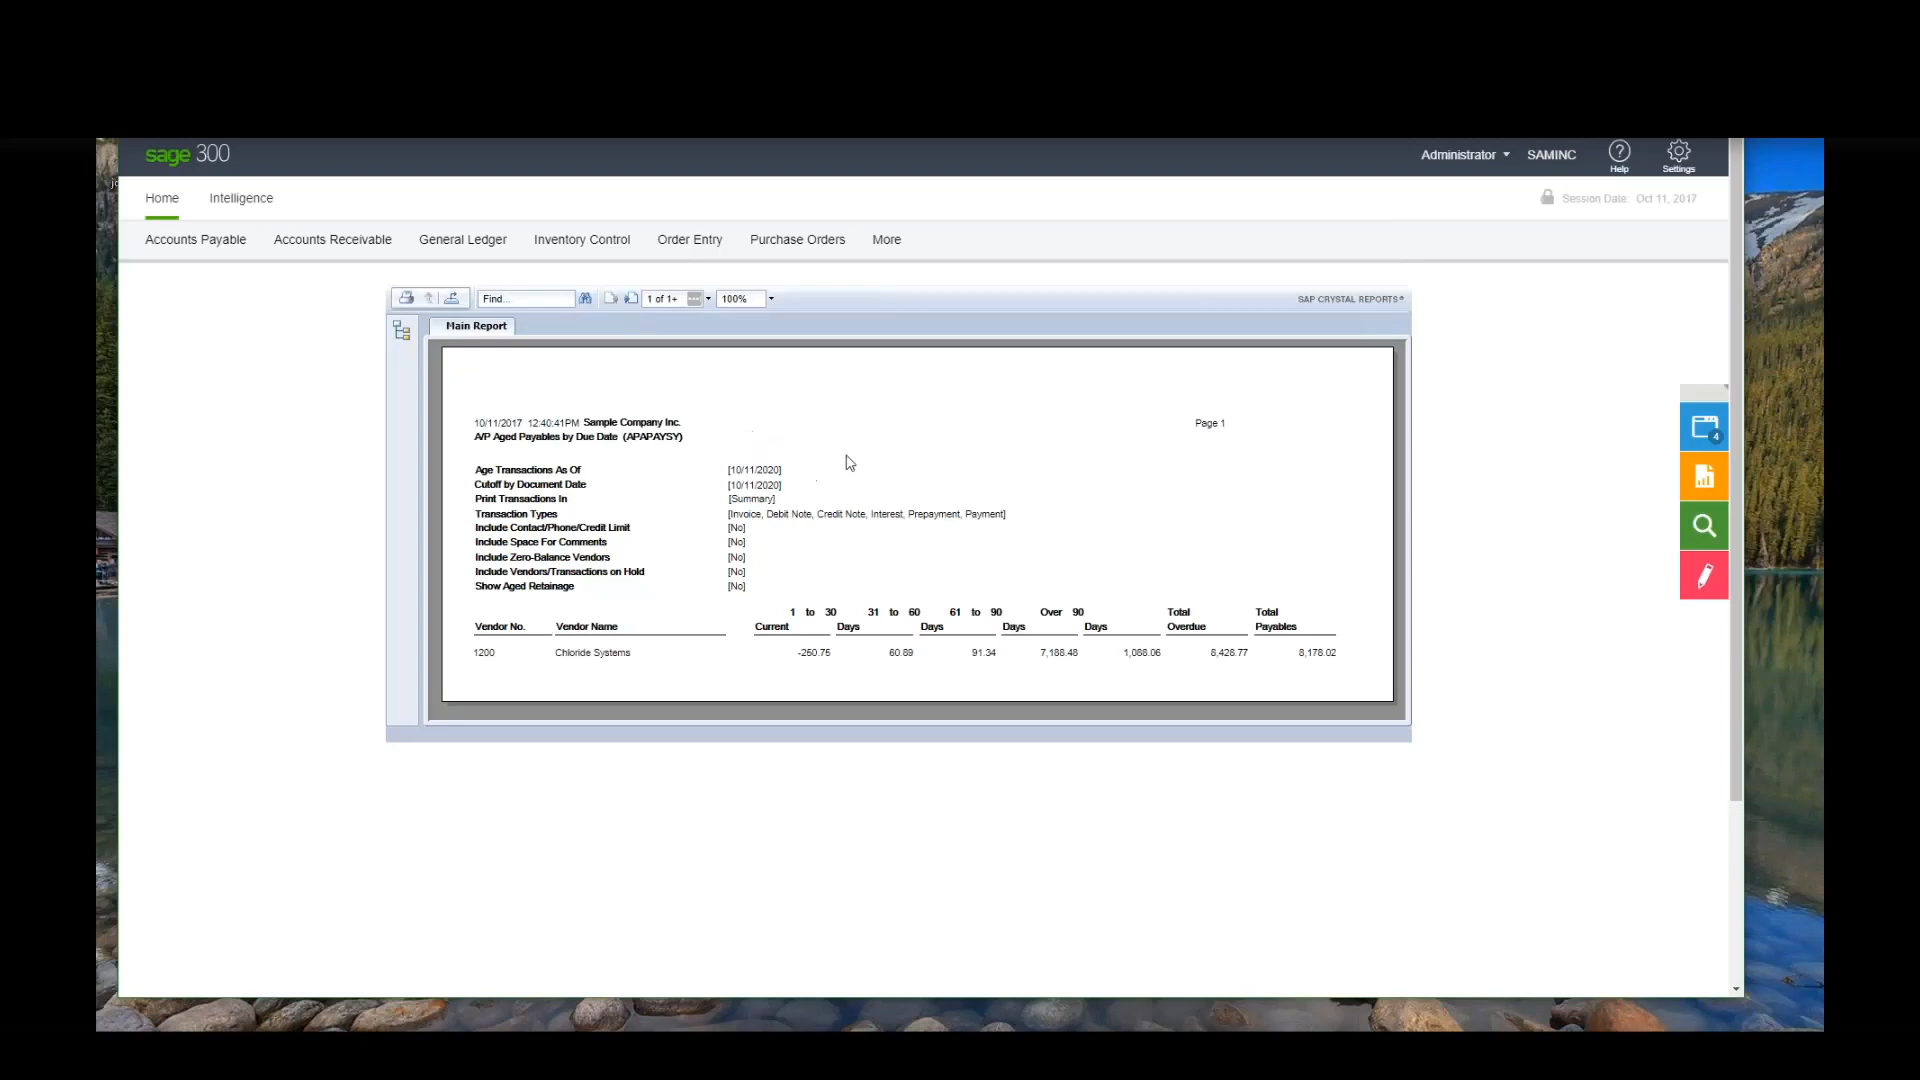 sage 300
Administrator SAMINC
Help Settings
Home Intelligence
Session Date: Oct 11, 2017
Accounts Payable Accounts Receivable General Ledger Inventory Control Order Entry Purchase Orders More
Find... 1 of 1+ 100% SAP CRYSTAL REPORTS®
Main Report
10/11/2017 12:40:41PM Sample Company Inc. Page 1
A/P Aged Payables by Due Date (APAPAYSY)
Age Transactions As Of [10/11/2020]
Cutoff by Document Date [10/11/2020]
Print Transactions In [Summary]
Transaction Types [Invoice, Debit Note, Credit Note, Interest, Prepayment, Payment]
Include Contact/Phone/Credit Limit [No]
Include Space For Comments [No]
Include Zero-Balance Vendors [No]
Include Vendors/Transactions on Hold [No]
Show Aged Retainage [No]
1 to 30 31 to 60 61 to 90 Over 90 Total Total
Vendor No. Vendor Name Current Days Days Days Days Overdue Payables
1200 Chloride Systems -250.75 60.89 91.34 7,188.48 1,088.06 8,428.77 8,178.02
4